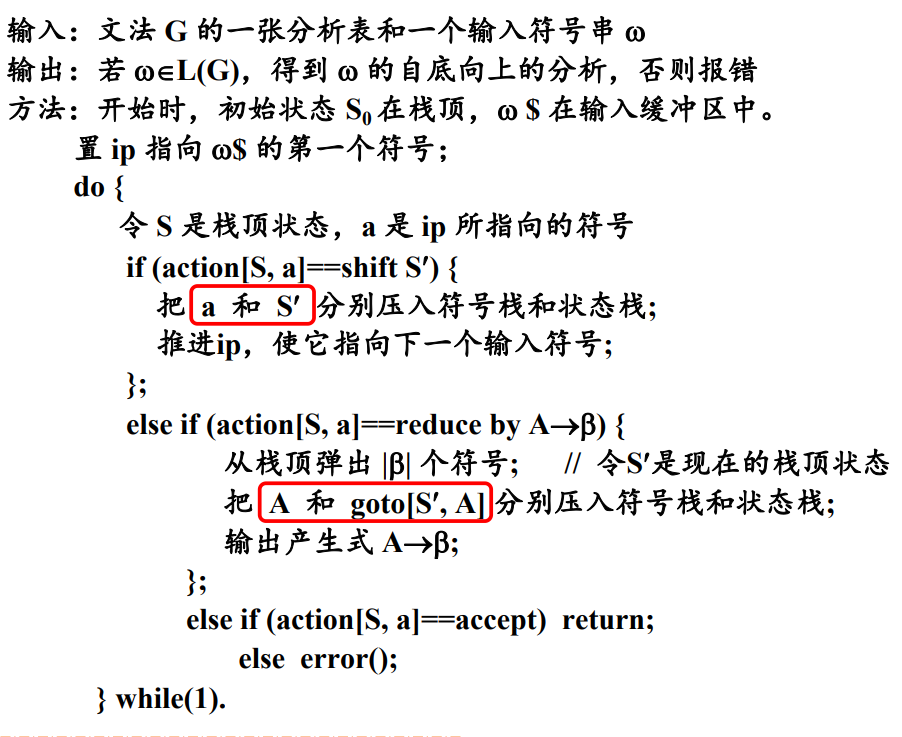 输入：文法 G 的一张分析表和一个输入符号串 ω
输出：若 ω∈L(G)，得到 ω 的自底向上的分析，否则报错
方法：开始时，初始状态 S₀ 在栈顶，ω $ 在输入缓冲区中。
置 ip 指向 ω$ 的第一个符号；
do {
令 S 是栈顶状态，a 是 ip 所指向的符号
if (action[S, a]==shift S′) {
把 a 和 S′ 分别压入符号栈和状态栈;
推进ip，使它指向下一个输入符号;
};
else if (action[S, a]==reduce by A→β) {
从栈顶弹出 |β| 个符号; // 令S′是现在的栈顶状态
把 A 和 goto[S′, A] 分别压入符号栈和状态栈;
输出产生式 A→β;
};
else if (action[S, a]==accept) return;
else error();
} while(1).